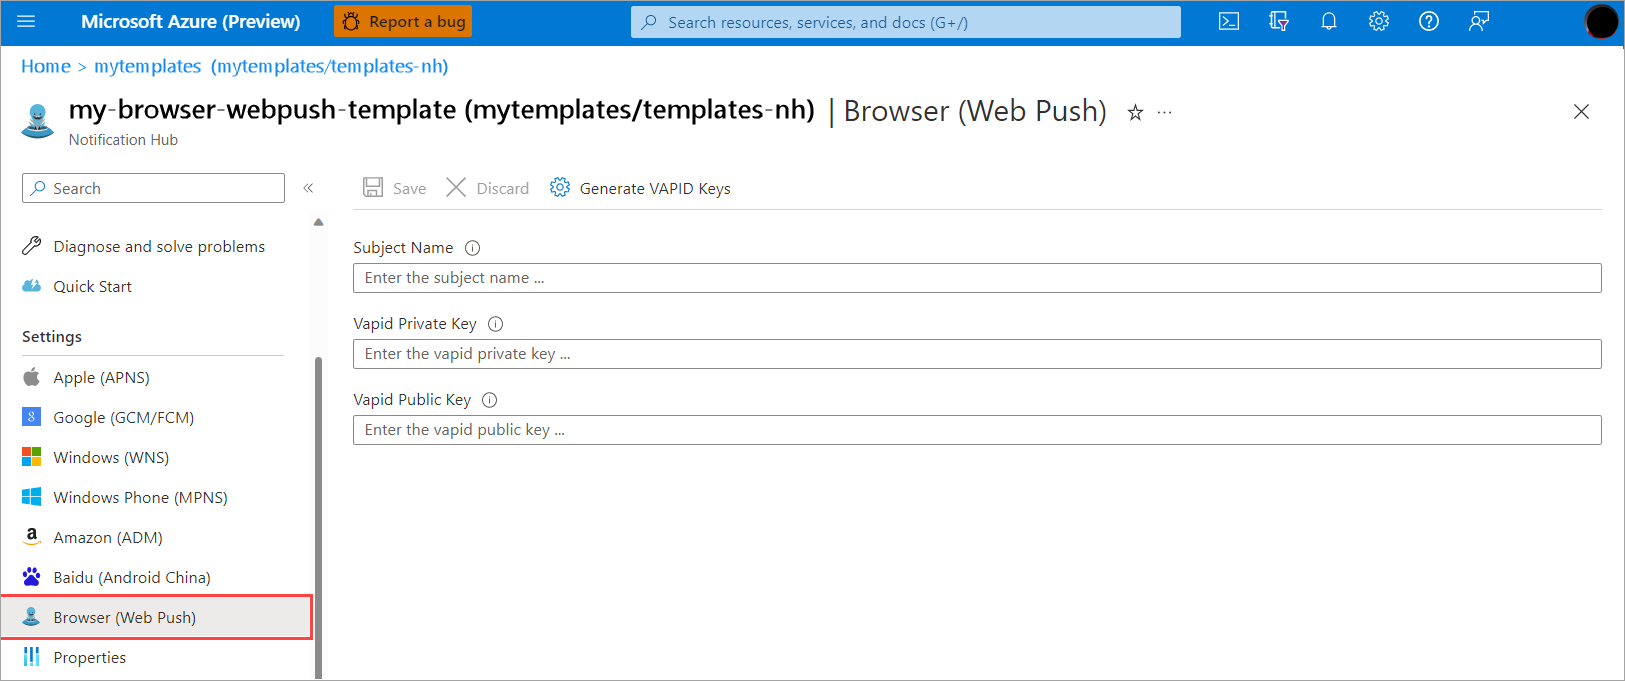 Microsoft Azure (Preview) Report a bug Search resources, services, and docs (G+/)
Home > mytemplates (mytemplates/templates-nh)
my-browser-webpush-template (mytemplates/templates-nh) | Browser (Web Push) ...
Notification Hub
Search «
Save Discard Generate VAPID Keys
Diagnose and solve problems
Quick Start
Settings
Apple (APNS)
Google (GCM/FCM)
Windows (WNS)
Windows Phone (MPNS)
Amazon (ADM)
Baidu (Android China)
Browser (Web Push)
Properties
Subject Name
Enter the subject name ...
Vapid Private Key
Enter the vapid private key ...
Vapid Public Key
Enter the vapid public key ...